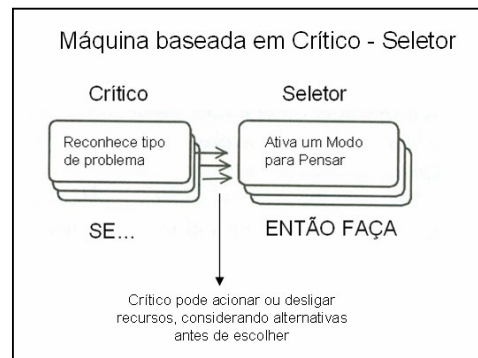 Máquina baseada em Crítico - Seletor
Crítico
Seletor
Reconhece tipo
de problema
Ativa um Modo
para Pensar
SE...
ENTÃO FAÇA
Crítico pode acionar ou desligar
recursos, considerando alternativas
antes de escolher